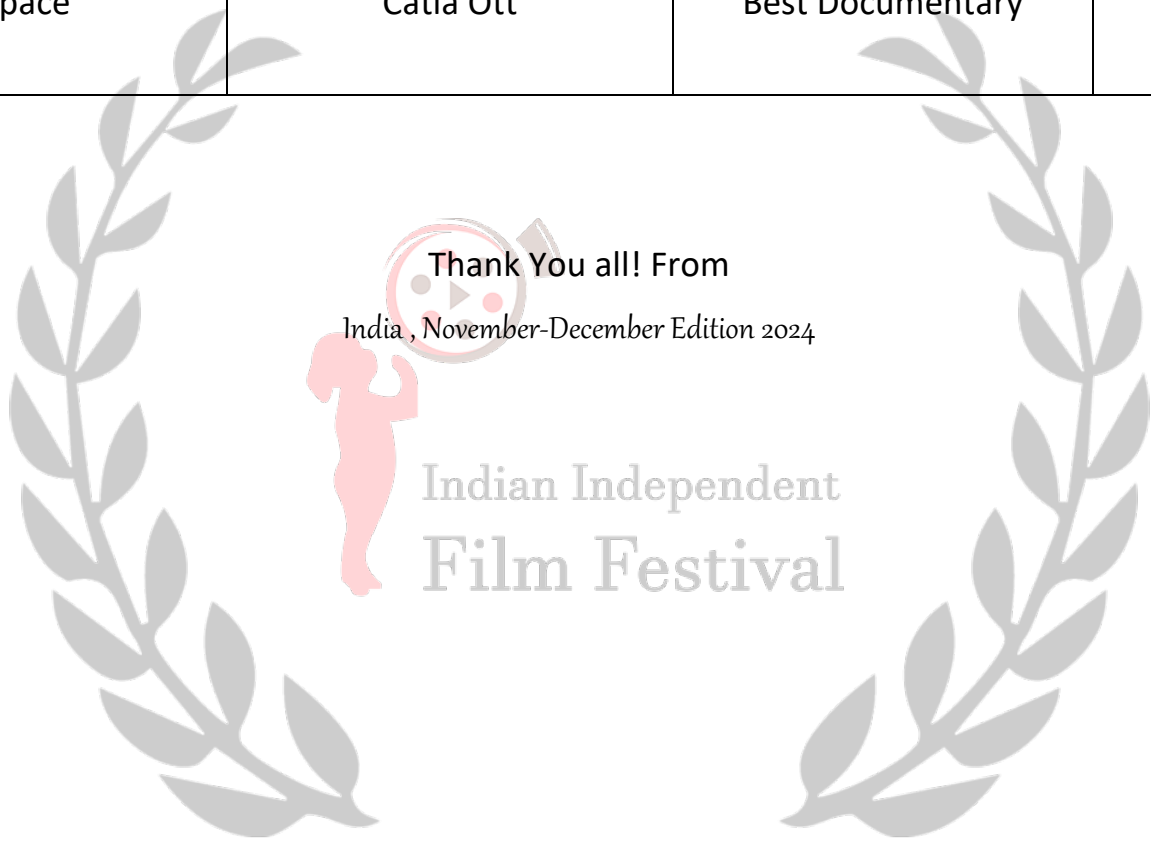 pace Catia Ott Best Documentary
Thank You all! From
India , November-December Edition 2024
Indian Independent
Film Festival